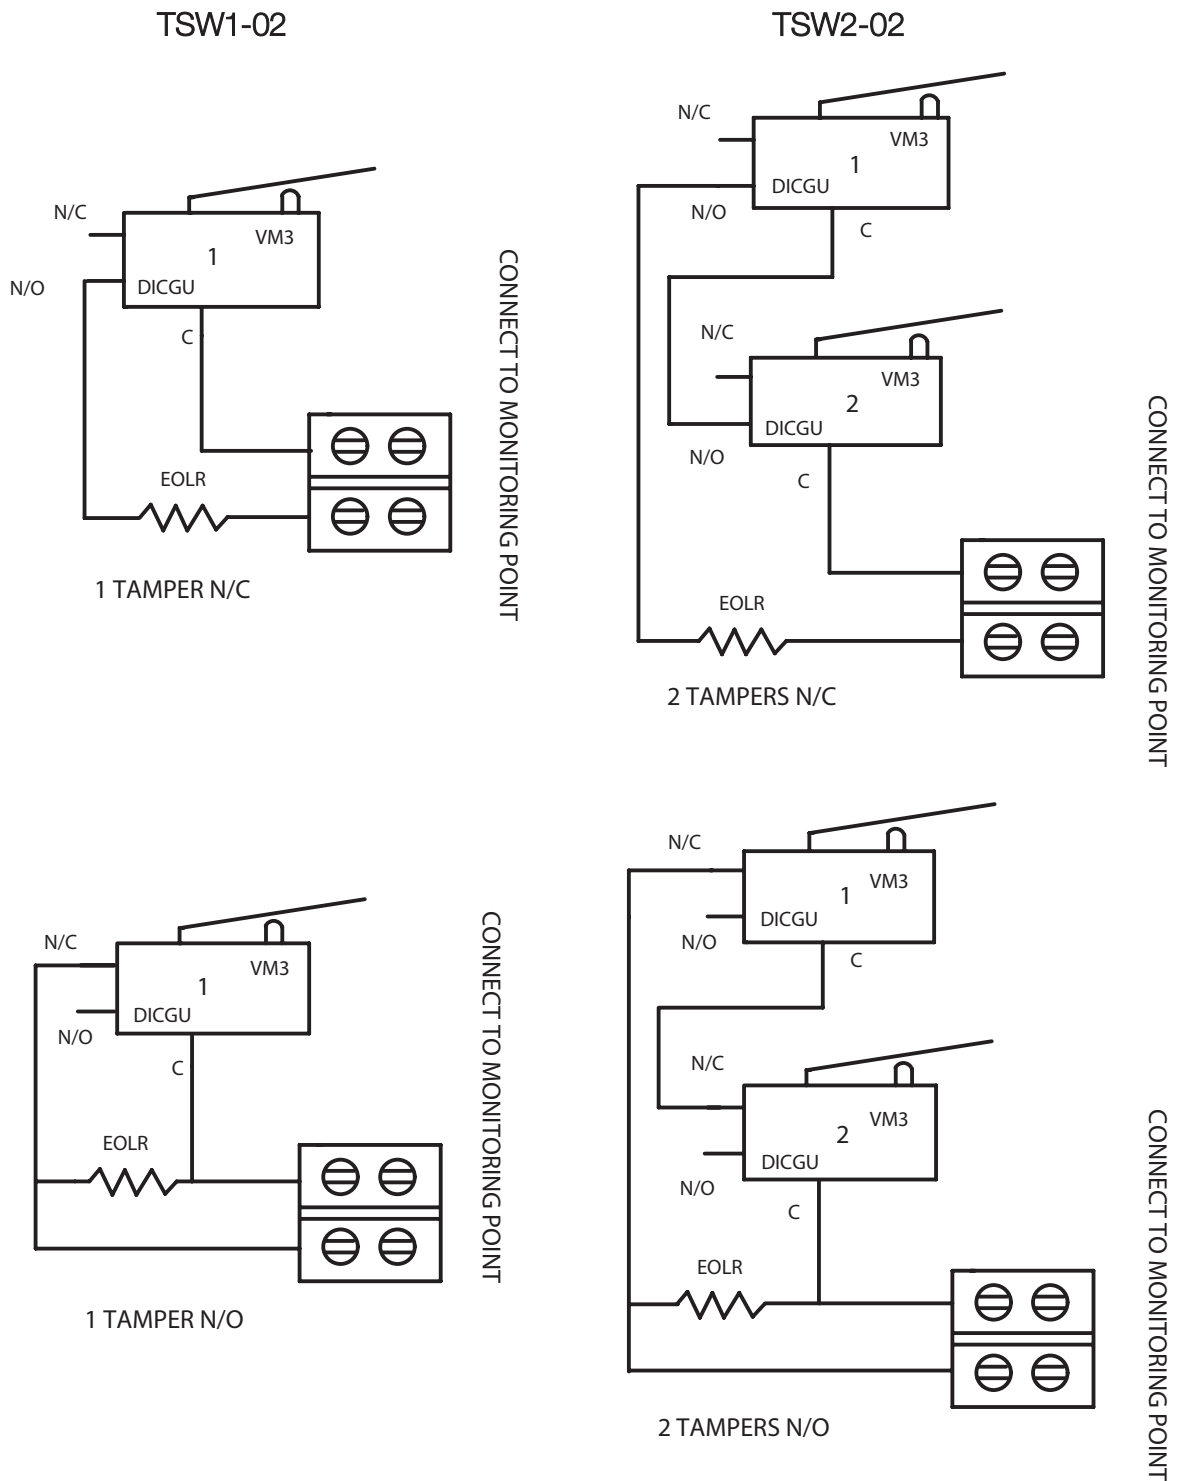 TSW1-02
N/C
VM3
1
N/O
DICGU
C
EOLR
1 TAMPER N/C
CONNECT TO MONITORING POINT
TSW2-02
N/C
VM3
1
DICGU
N/O
C
N/C
VM3
2
DICGU
N/O
C
EOLR
2 TAMPERS N/C
CONNECT TO MONITORING POINT
N/C
VM3
1
DICGU
N/O
C
EOLR
1 TAMPER N/O
CONNECT TO MONITORING POINT
N/C
VM3
1
DICGU
N/O
C
N/C
VM3
2
DICGU
N/O
C
EOLR
2 TAMPERS N/O
CONNECT TO MONITORING POINT